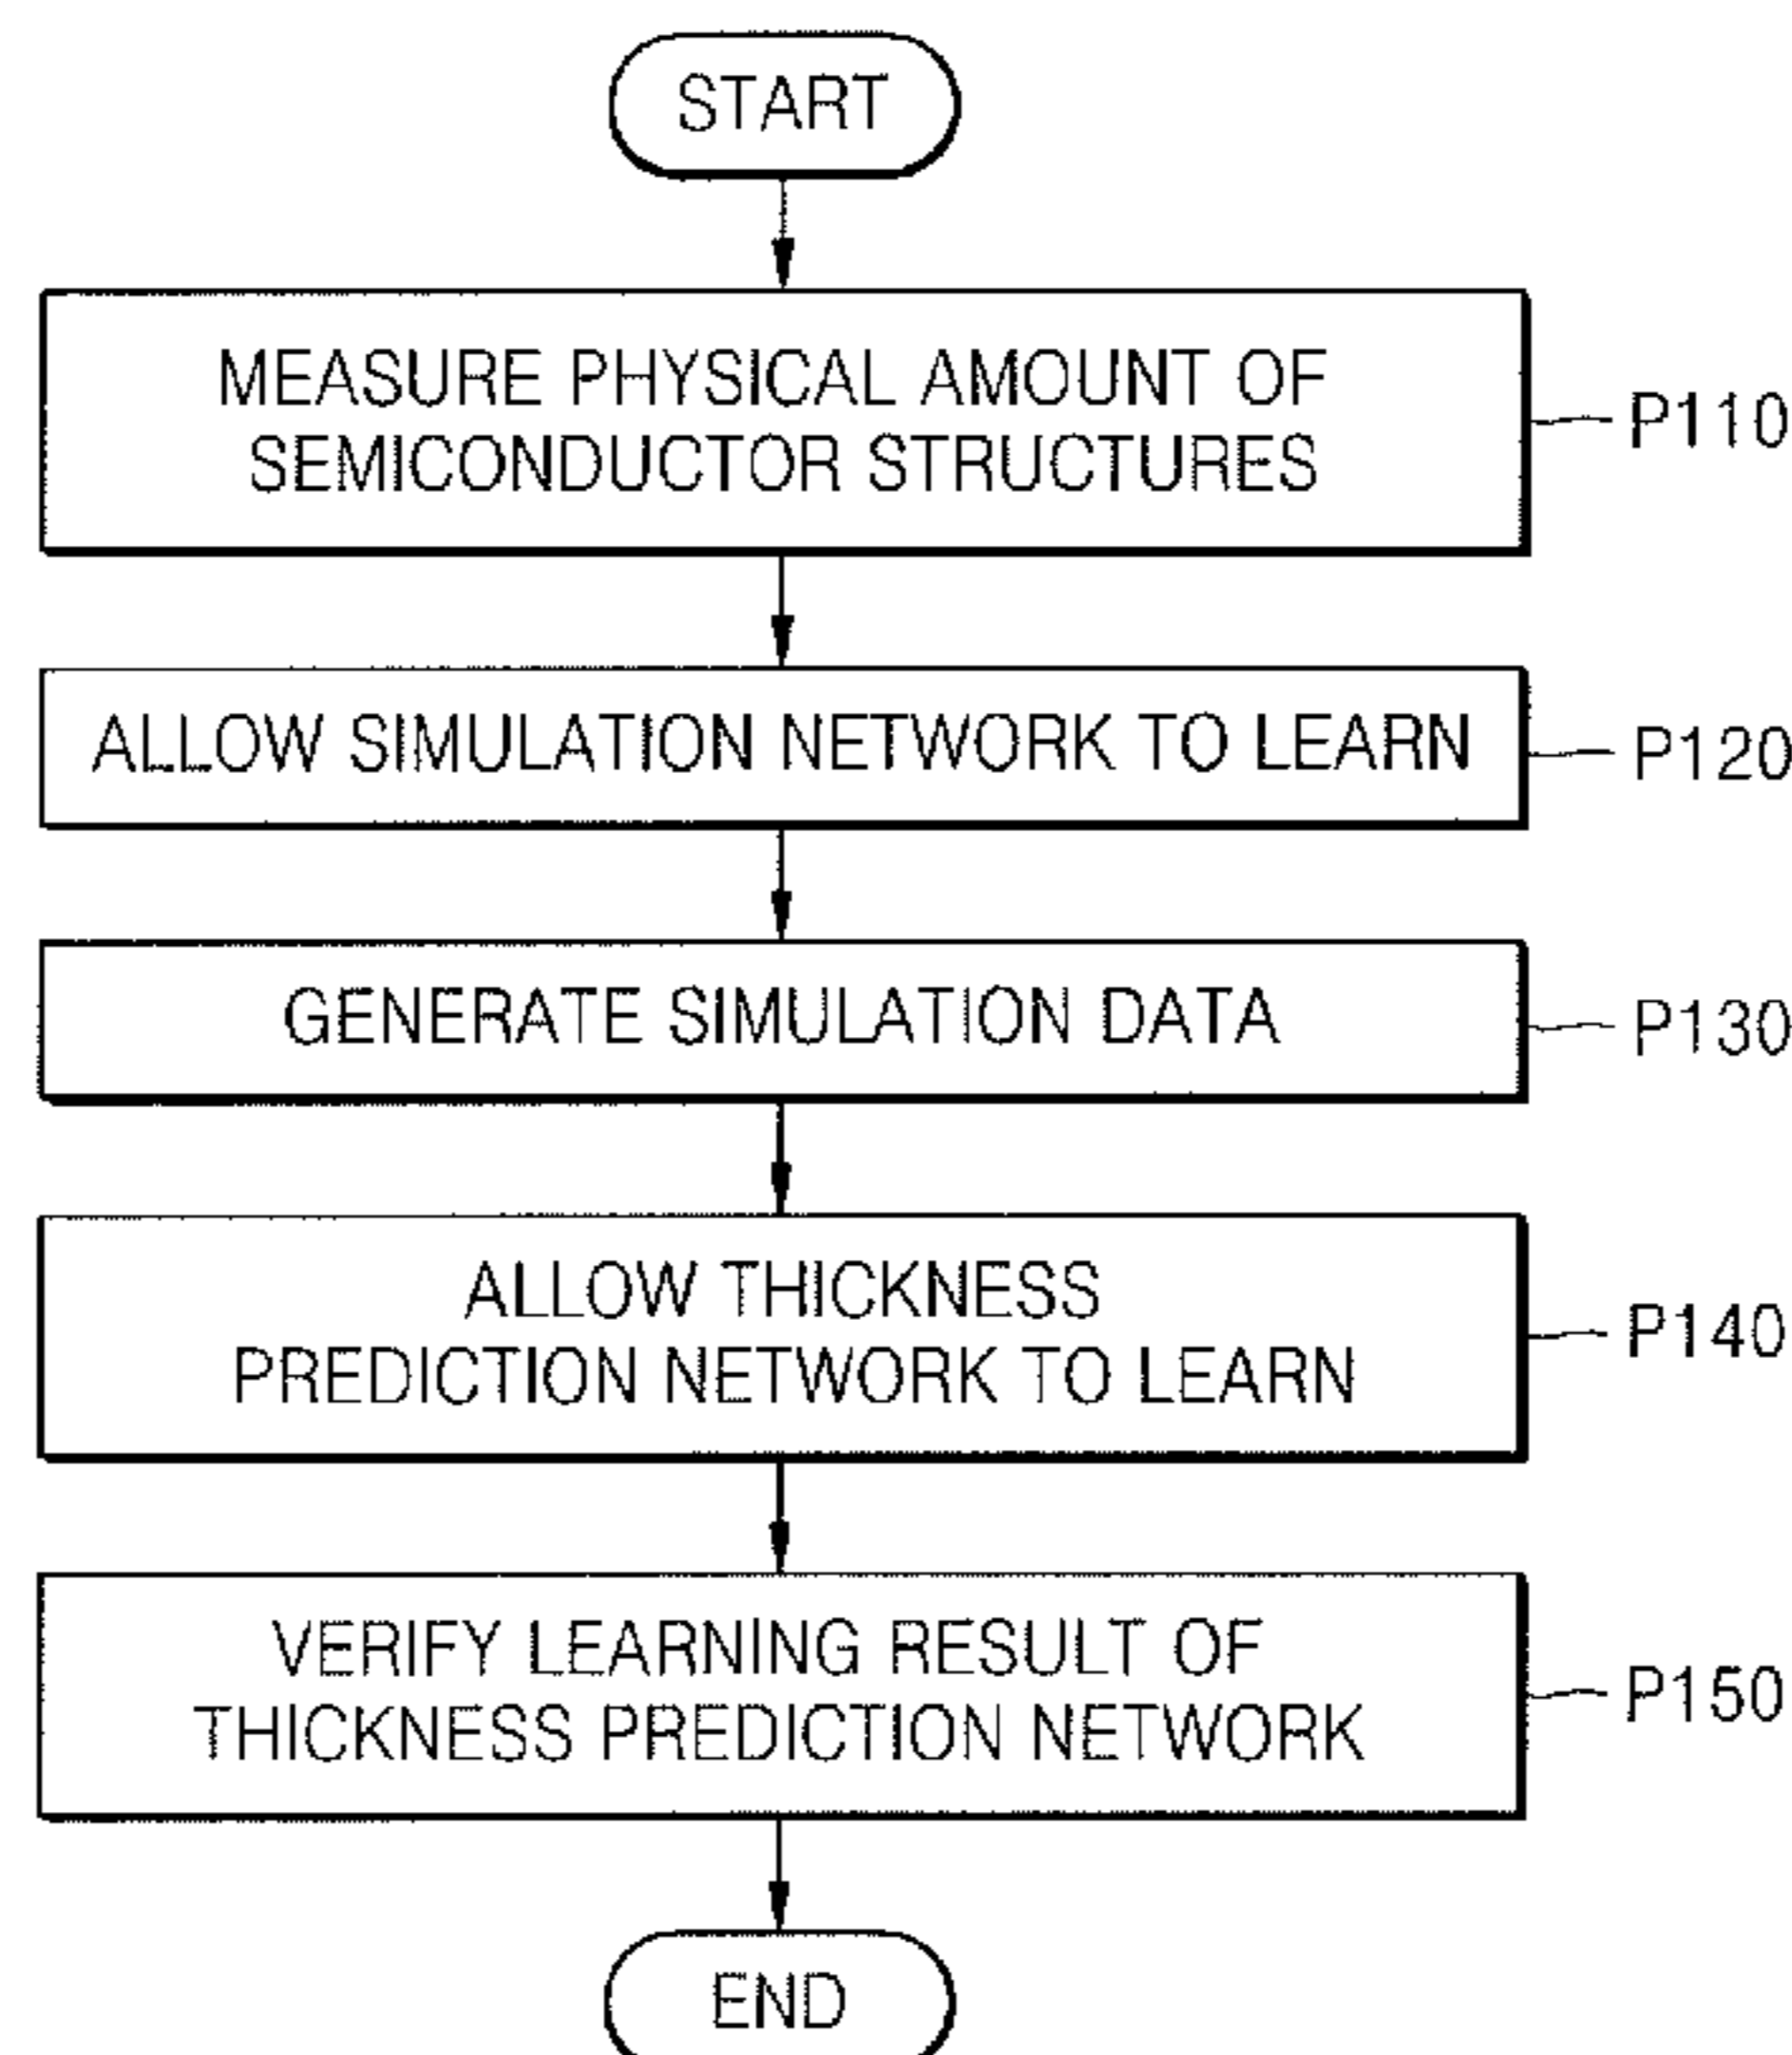 START
MEASURE PHYSICAL AMOUNT OF
SEMICONDUCTOR STRUCTURES
P110
ALLOW SIMULATION NETWORK TO LEARN
P120
GENERATE SIMULATION DATA
P130
ALLOW THICKNESS
PREDICTION NETWORK TO LEARN
P140
VERIFY LEARNING RESULT OF
THICKNESS PREDICTION NETWORK
P150
END